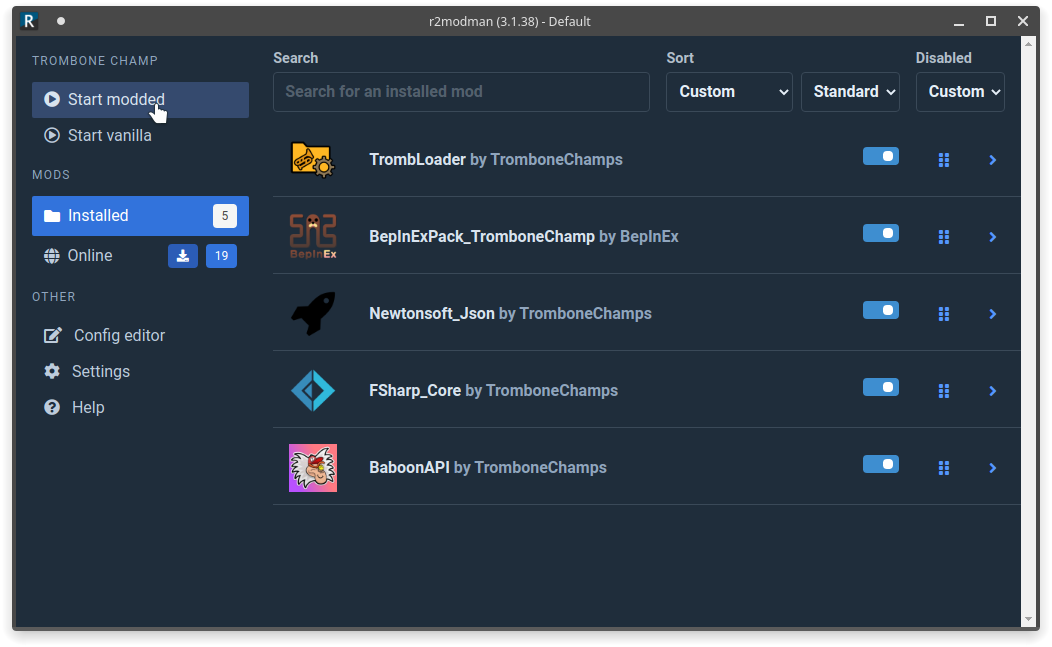 R
r2modman (3.1.38) - Default
TROMBONE CHAMP
Start modded
Start vanilla
MODS
Installed 5
Online 19
OTHER
Config editor
Settings
Help
Search Sort Disabled
Search for an installed mod Custom Standard Custom
TrombLoader by TromboneChamps
BepInEx
BepInExPack_TromboneChamp by BepInEx
Newtonsoft_Json by TromboneChamps
FSharp_Core by TromboneChamps
BaboonAPI by TromboneChamps